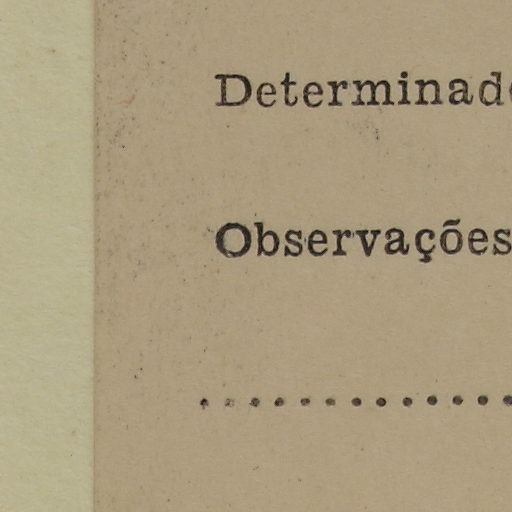 Determinad
Observações
....................